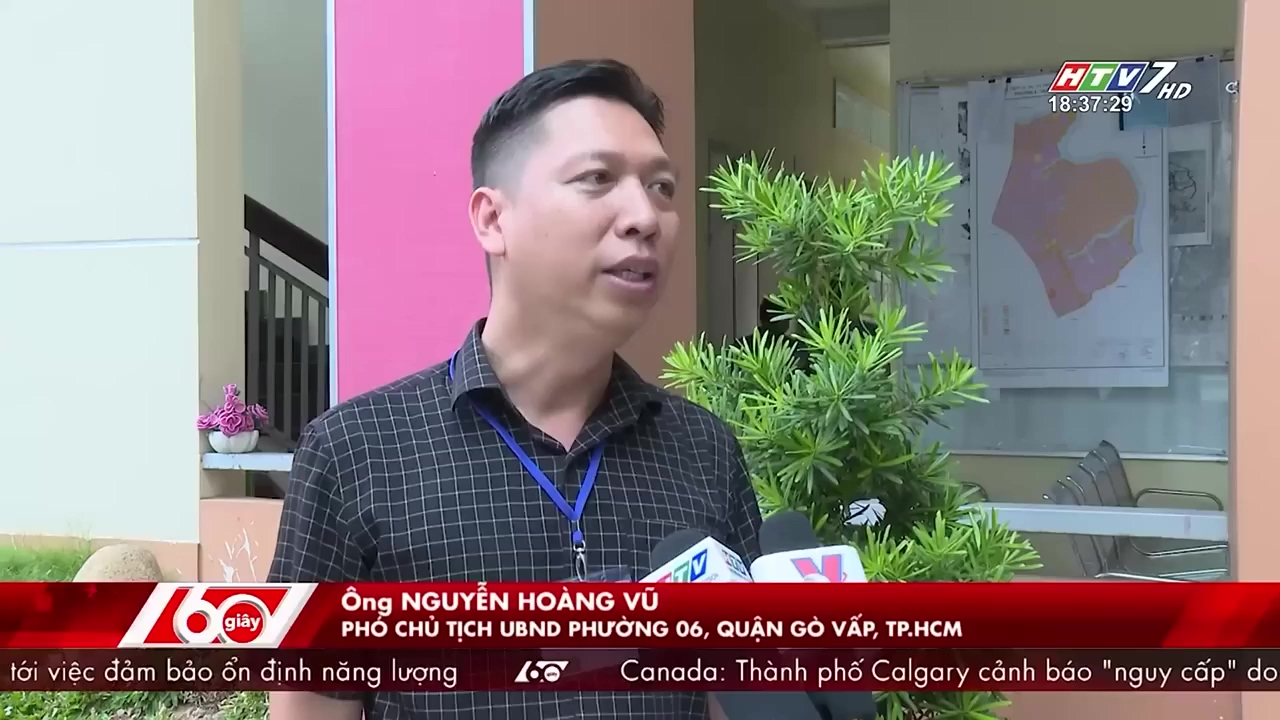 HTV7 HD
18:37:29
HTV
60 giây
Ông NGUYỄN HOÀNG VŨ
PHÓ CHỦ TỊCH UBND PHƯỜNG 06, QUẬN GÒ VẤP, TP.HCM
tới việc đảm bảo ổn định năng lượng 60 Canada: Thành phố Calgary cảnh báo "nguy cấp" do